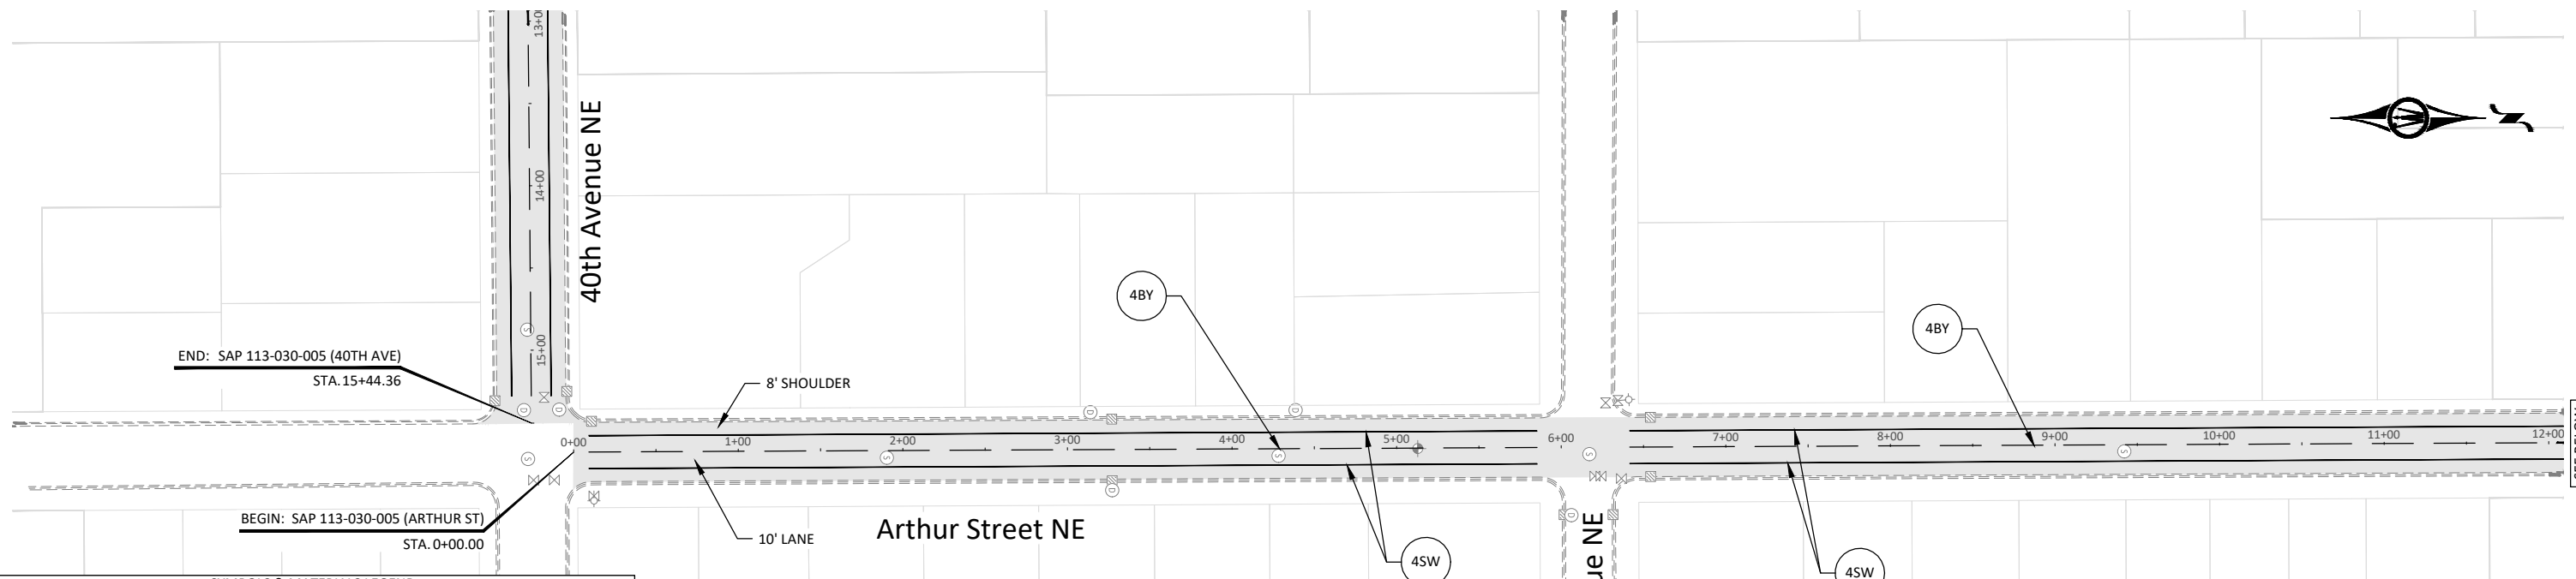 13+00
14+00
15+00
40th Avenue NE
END: SAP 113-030-005 (40TH AVE)
STA. 15+44.36
8' SHOULDER
4BY
4BY
S
D
D
D
D
0+00
1+00
2+00
3+00
4+00
5+00
6+00
7+00
8+00
9+00
10+00
11+00
12+00
S
S
S
S
S
D
D
BEGIN: SAP 113-030-005 (ARTHUR ST)
STA. 0+00.00
10' LANE
Arthur Street NE
4SW
4SW
ue NE